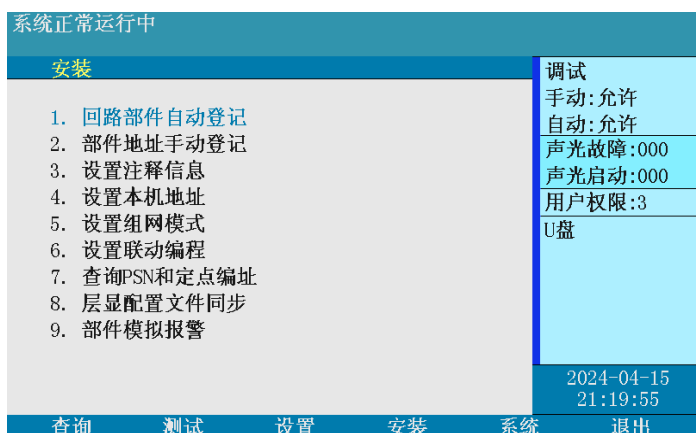 系统正常运行中
安装
1. 回路部件自动登记
2. 部件地址手动登记
3. 设置注释信息
4. 设置本机地址
5. 设置组网模式
6. 设置联动编程
7. 查询PSN和定点编址
8. 层显配置文件同步
9. 部件模拟报警
调试
手动:允许
自动:允许
声光故障:000
声光启动:000
用户权限:3
U盘
2024-04-15
21:19:55
查询 测试 设置 安装 系统 退出